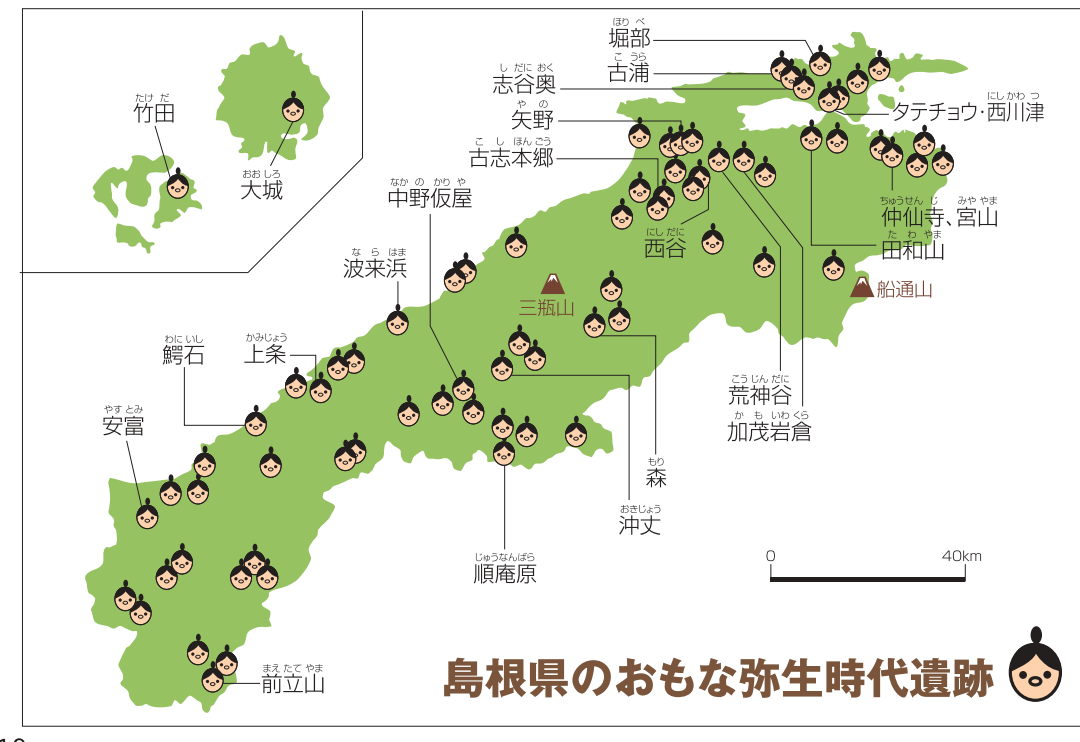 ほり べ
堀部
こ うら
古浦
し だに おく
志谷奥
や の
矢野
にし かわ つ
タテチョウ・西川津
こ し ほん ごう
古志本郷
たけ だ
竹田
おお しろ
大城
なか の かり や
中野仮屋
ちゅうせん じ みや やま
仲仙寺、宮山
にし だに
西谷
た わ やま
田和山
な ら はま
波来浜
三瓶山
船通山
わに いし
鰐石
かみじょう
上条
こう じん だに
荒神谷
やす とみ
安富
か も いわ くら
加茂岩倉
もり
森
おきじょう
沖丈
じゅうなんばら
順庵原
0 40km
まえ たて やま
前立山
島根県のおもな弥生時代遺跡